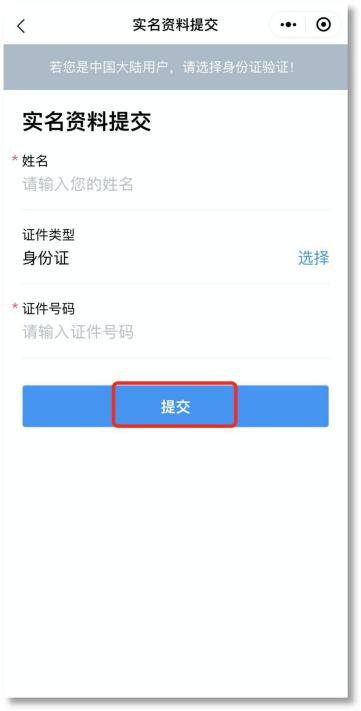 实名资料提交
若您是中国大陆用户，请选择身份证验证！
实名资料提交
* 姓名
请输入您的姓名
证件类型
身份证 选择
* 证件号码
请输入证件号码
提交